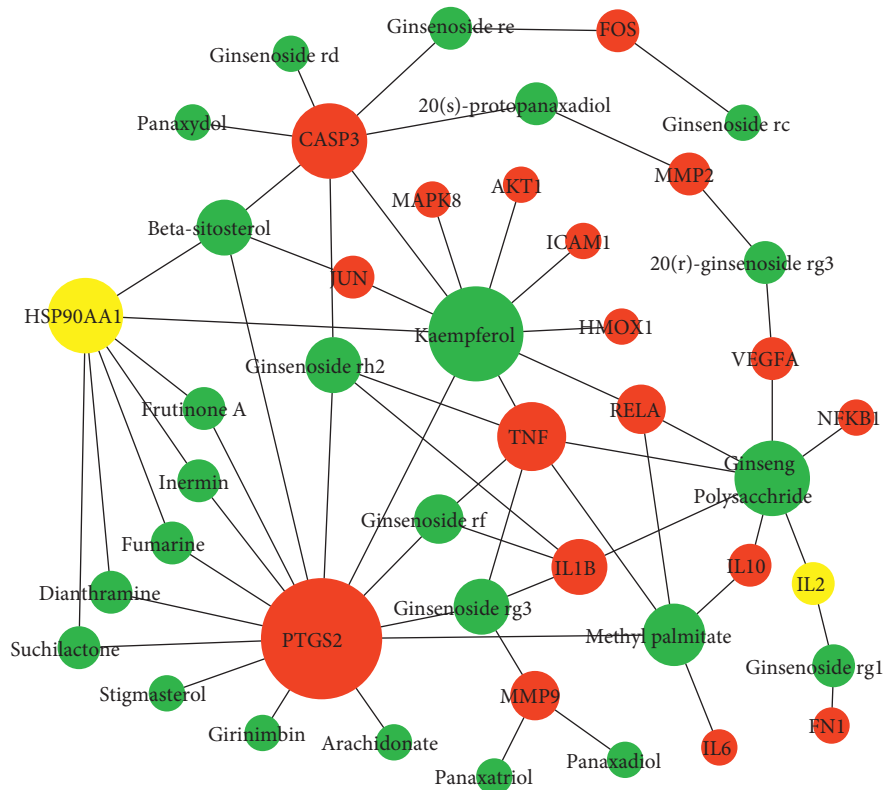 Ginsenoside re
FOS
Ginsenoside rd
20(s)-protopanaxadiol
Panaxydol
Ginsenoside rc
CASP3
MMP2
MAPK8
AKT1
Beta-sitosterol
ICAM1
20(r)-ginsenoside rg3
JUN
HSP90AA1
Kaempferol
HMOX1
Ginsenoside rh2
VEGFA
Frutinone A
RELA
NFKB1
TNF
Ginseng
Polysacchride
Inermin
Ginsenoside rf
Fumarine
IL1B
IL10
IL2
Dianthramine
Ginsenoside rg3
Methyl palmitate
PTGS2
Suchilactone
Ginsenoside rg1
Stigmasterol
MMP9
FN1
Girinimbin
Arachidonate
IL6
Panaxadiol
Panaxatriol